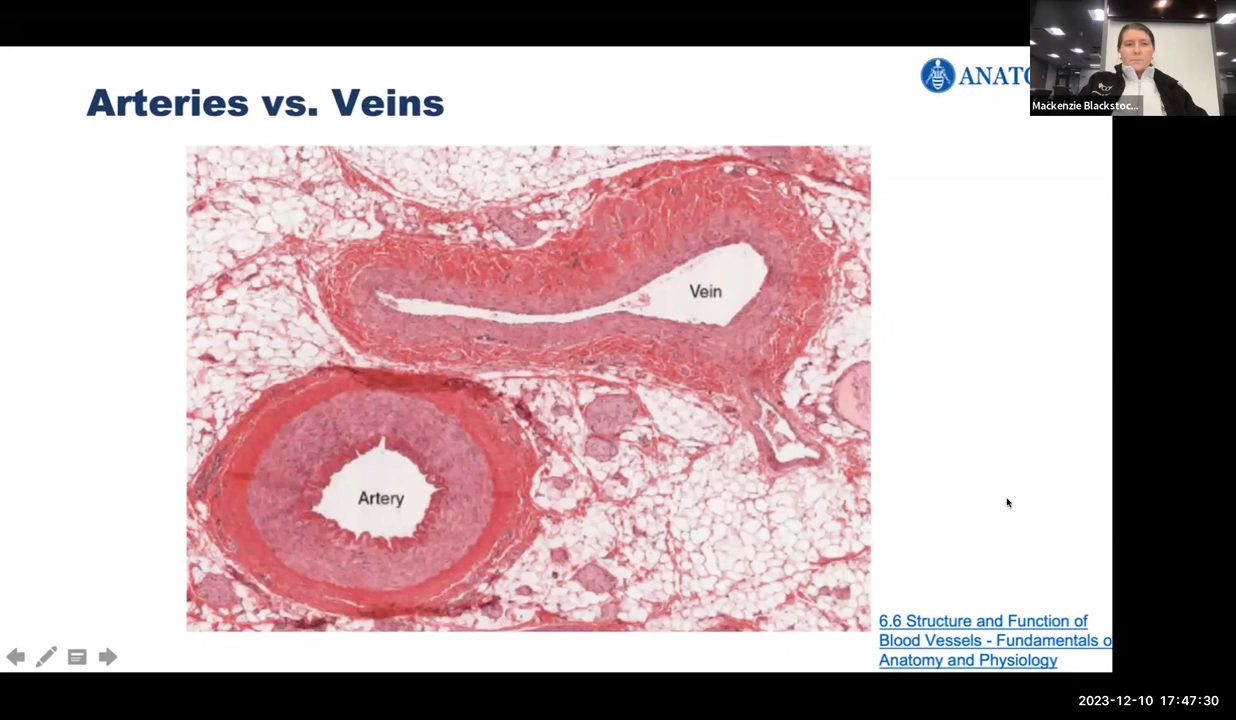 Arteries vs. Veins
ANATO
Mackenzie Blackstoc...
Vein
Artery
6.6 Structure and Function of
Blood Vessels - Fundamentals o
Anatomy and Physiology
2023-12-10 17:47:30